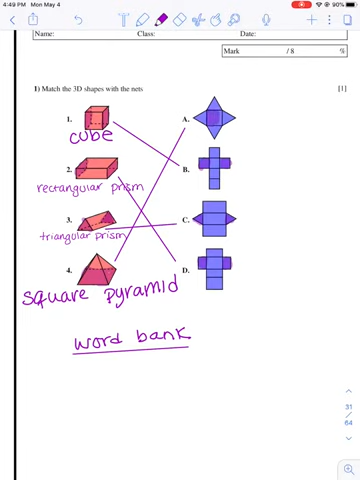 4:49 PM Mon May 4
90%
Name: Class: Date:
Mark / 8 %
1) Match the 3D shapes with the nets [1]
1. A.
cube
2. B.
rectangular prism
3. C.
triangular prism
4. D.
square pyramid
word bank
31
/
64